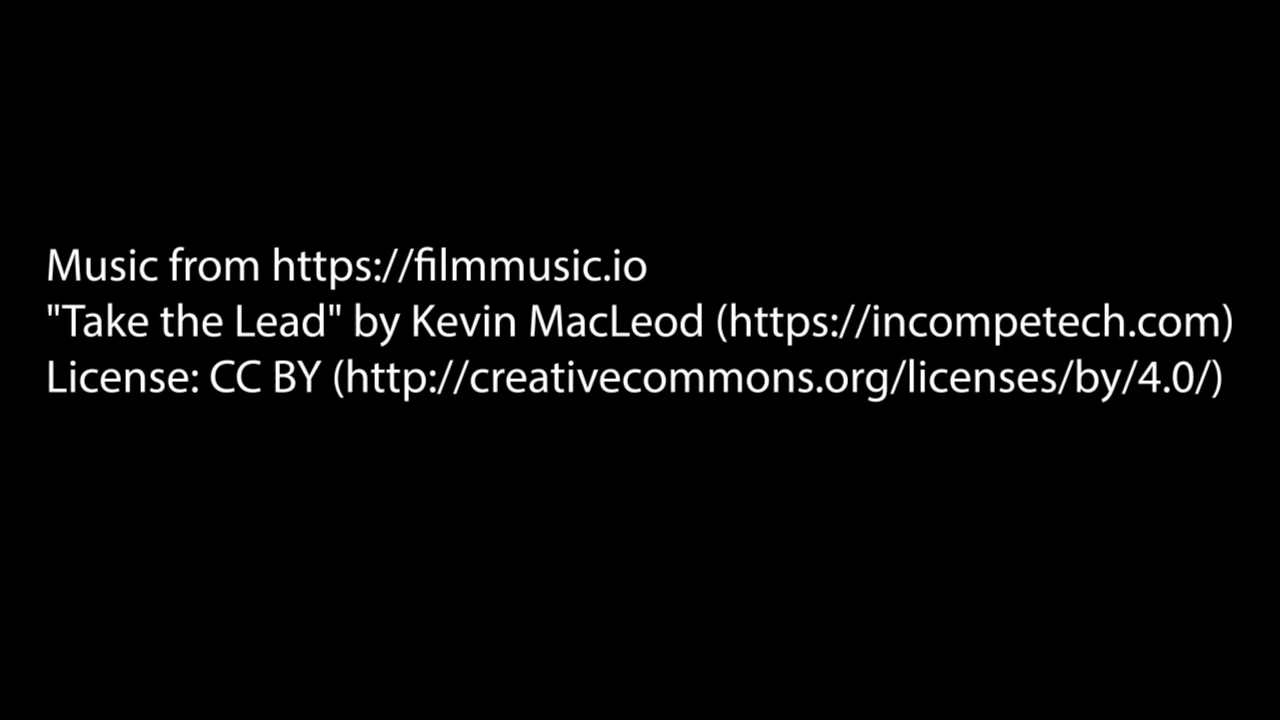 Music from https://filmmusic.io
"Take the Lead" by Kevin MacLeod (https://incompetech.com)
License: CC BY (http://creativecommons.org/licenses/by/4.0/)